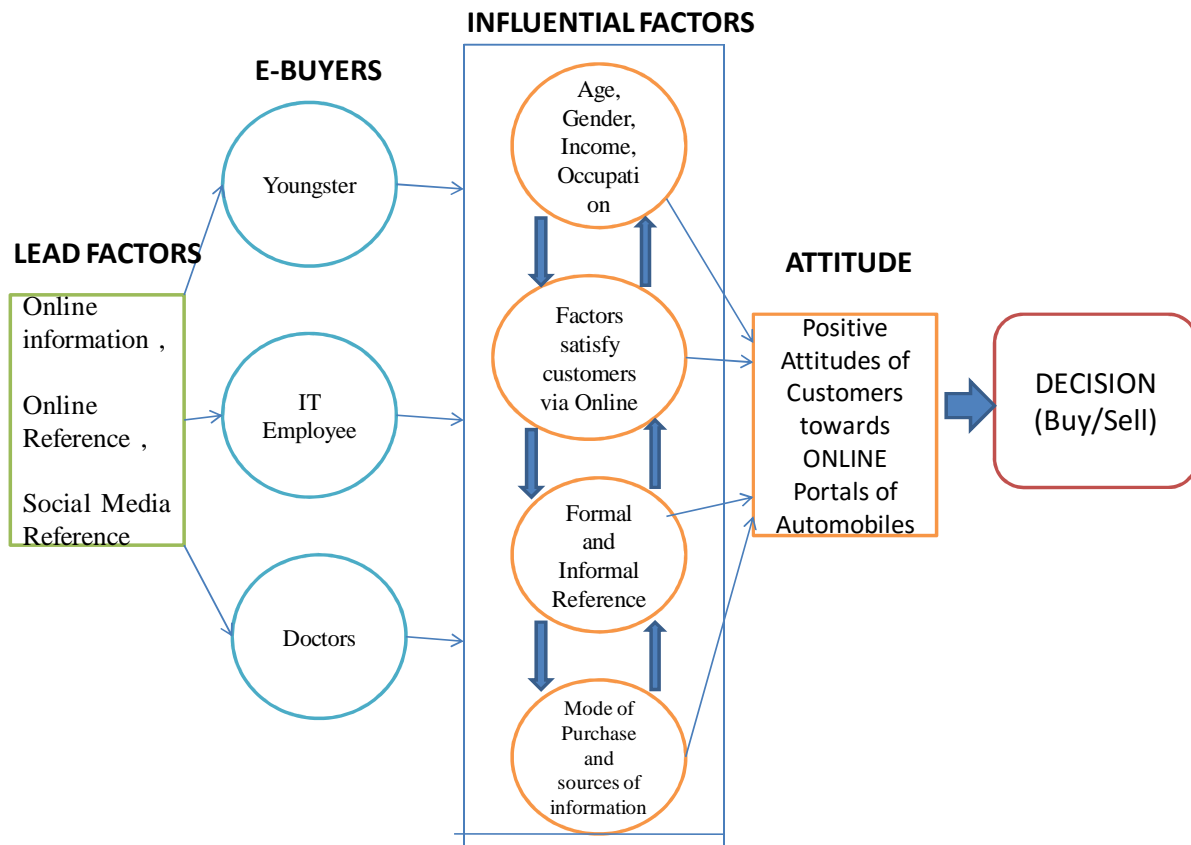 INFLUENTIAL FACTORS
E-BUYERS
Age,
Gender,
Income,
Occupati
on
Youngster
LEAD FACTORS
Online
information ,
Online
Reference ,
Social Media
Reference
IT
Employee
Doctors
Factors
satisfy
customers
via Online
Formal
and
Informal
Reference
Mode of
Purchase
and
sources of
information
ATTITUDE
Positive
Attitudes of
Customers
towards
ONLINE
Portals of
Automobiles
DECISION
(Buy/Sell)